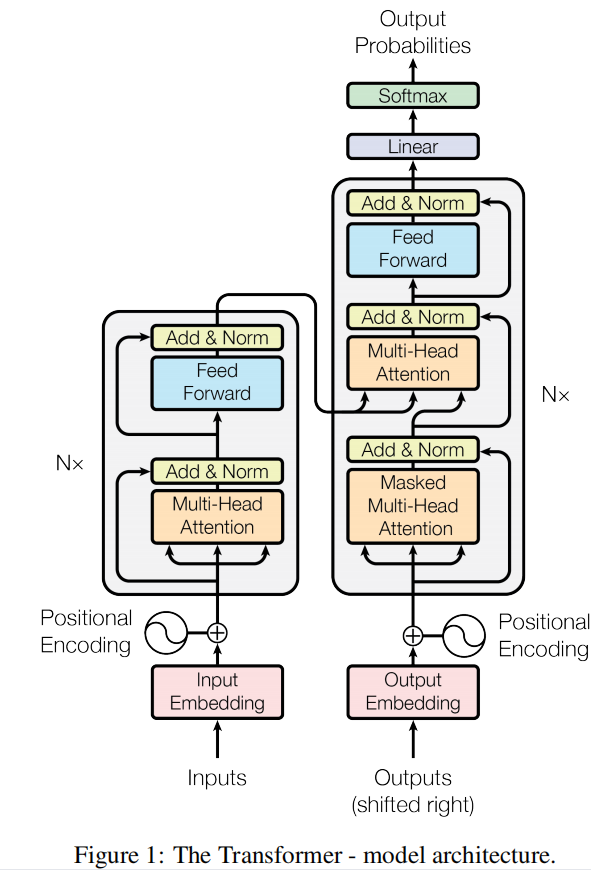 Output
Probabilities
Softmax
Linear
Add & Norm
Feed
Forward
Add & Norm
Multi-Head
Attention
Add & Norm
Masked
Multi-Head
Attention
N×
Add & Norm
Feed
Forward
Add & Norm
Multi-Head
Attention
N×
Positional
Encoding
Positional
Encoding
Input
Embedding
Output
Embedding
Inputs
Outputs
(shifted right)
Figure 1: The Transformer - model architecture.